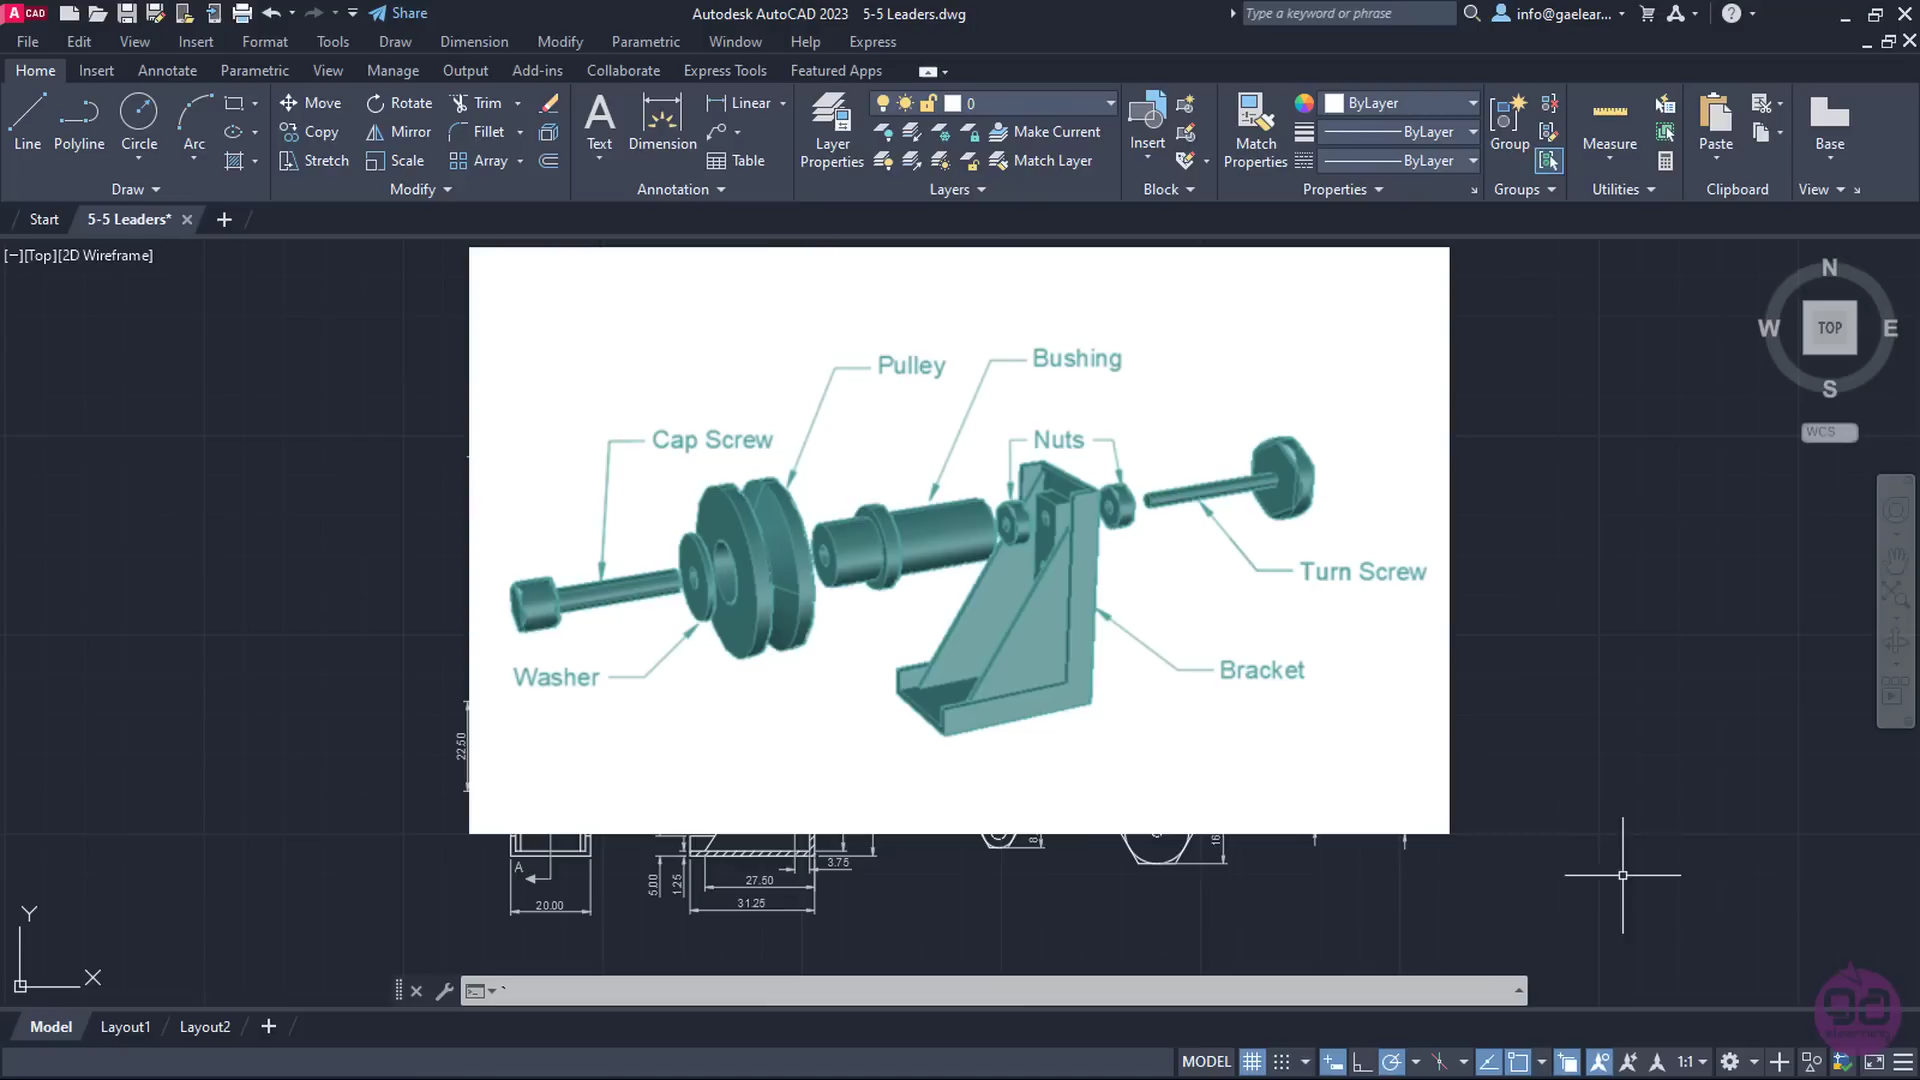 A CAD Share Autodesk AutoCAD 2023 5-5 Leaders.dwg Type a keyword or phrase info@gaelear...
File Edit View Insert Format Tools Draw Dimension Modify Parametric Window Help Express
Home Insert Annotate Parametric View Manage Output Add-ins Collaborate Express Tools Featured Apps
Line Polyline Circle Arc
Move Rotate Trim
Copy Mirror Fillet
Stretch Scale Array
Text Dimension Linear
Table
Layer Properties 0
Make Current
Match Layer
Insert
Match Properties ByLayer
ByLayer
ByLayer
Group Measure Paste Base
Draw Modify Annotation Layers Block Properties Groups Utilities Clipboard View
Start 5-5 Leaders*
[−][Top][2D Wireframe]
N
W TOP E
S
WCS
Pulley
Bushing
Cap Screw
Nuts
Turn Screw
Washer
Bracket
22.50
A
20.00
5.00
1.25
27.50
31.25
3.75
8
16
Y
X
Model Layout1 Layout2
MODEL 1:1
ga
elearning